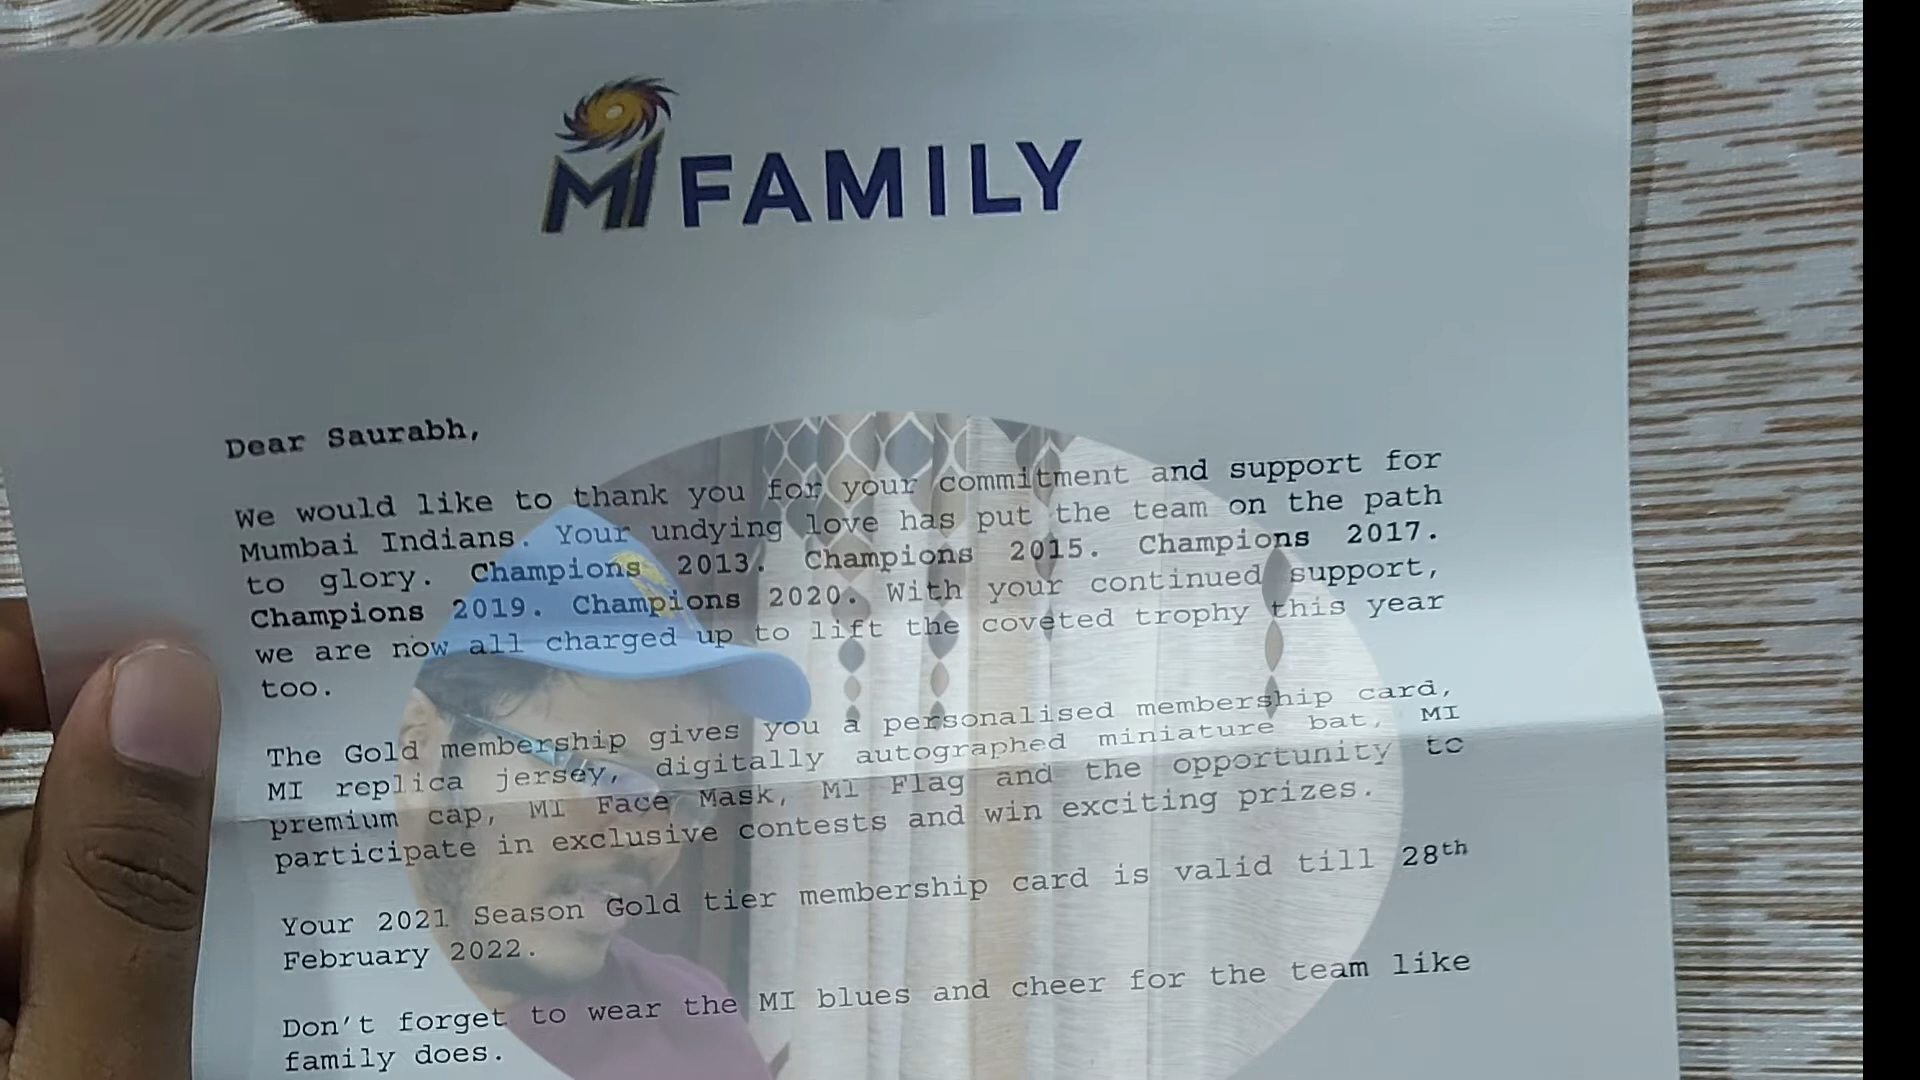 MI FAMILY
Dear Saurabh,
We would like to thank you for your commitment and support for
Mumbai Indians. Your undying love has put the team on the path
to glory. Champions 2013. Champions 2015. Champions 2017.
Champions 2019. Champions 2020. With your continued support,
we are now all charged up to lift the coveted trophy this year
too.
The Gold membership gives you a personalised membership card,
MI replica jersey, digitally autographed miniature bat, MI
premium cap, MI Face Mask, MI Flag and the opportunity to
participate in exclusive contests and win exciting prizes.
Your 2021 Season Gold tier membership card is valid till 28th
February 2022.
Don't forget to wear the MI blues and cheer for the team like
family does.